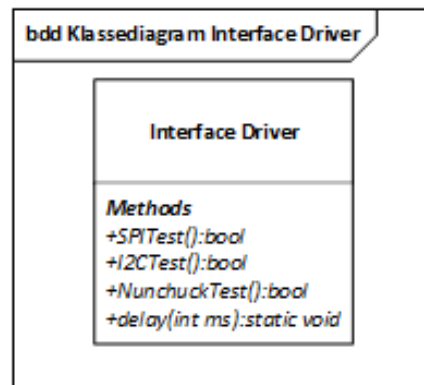 bdd Klassediagram Interface Driver
Interface Driver
Methods
+SPITest():bool
+I2CTest():bool
+NunchuckTest():bool
+delay(int ms):static void